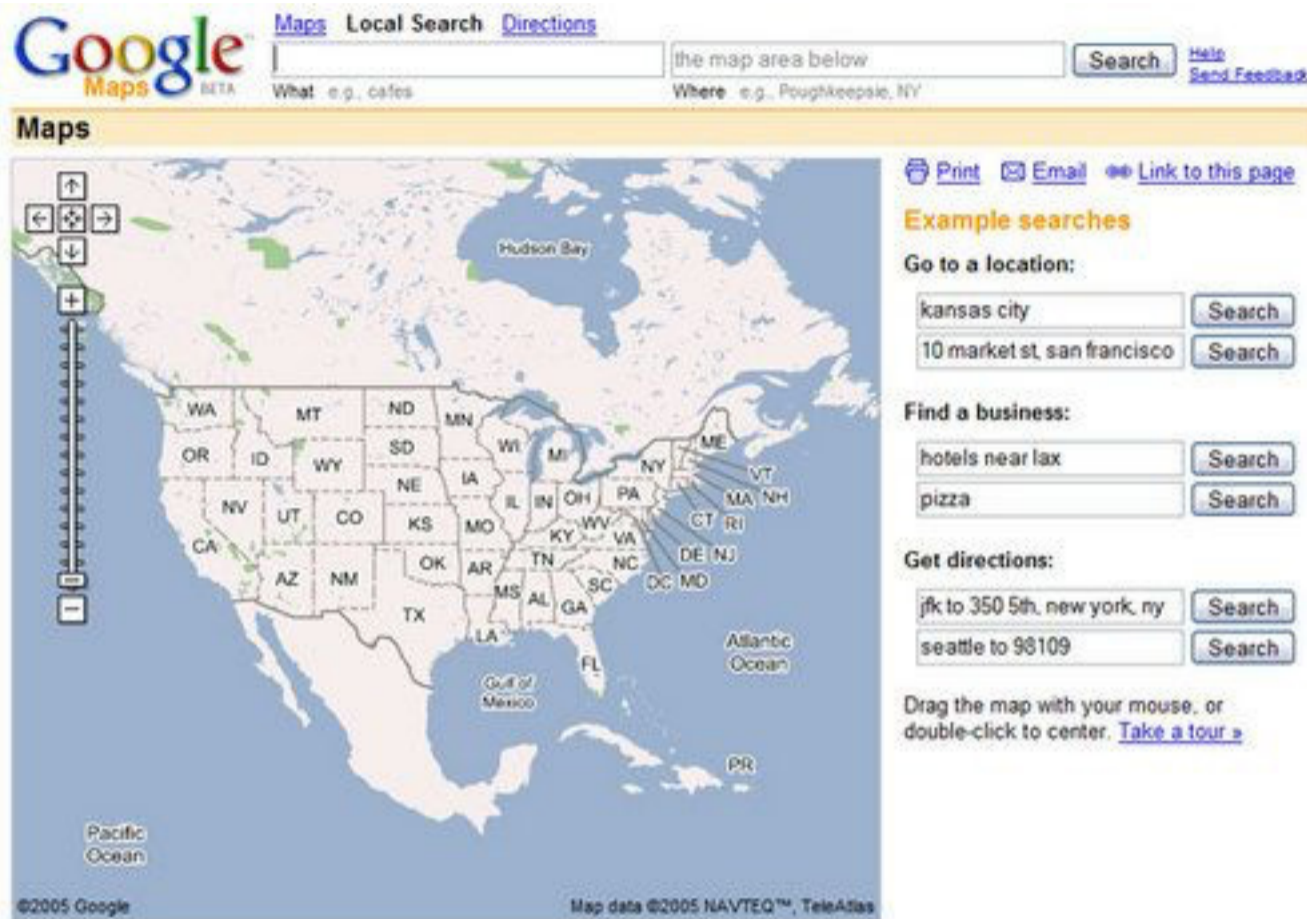 Google Maps BETA
Maps Local Search Directions
the map area below Search Help
Send Feedback
What e.g., cafes Where e.g., Poughkeepsie, NY
Maps
Print Email Link to this page
Example searches
Go to a location:
kansas city Search
10 market st, san francisco Search
Find a business:
hotels near lax Search
pizza Search
Get directions:
jfk to 350 5th, new york, ny Search
seattle to 98109 Search
Drag the map with your mouse, or
double-click to center. Take a tour »
Hudson Bay
WA MT ND MN
OR ID WY SD WI MI ME
NE IA NY VT
NV UT CO IL IN OH PA MA NH
CA KS MO KY WV VA CT RI
AZ NM OK AR TN NC DE NJ
MS AL GA SC DC MD
TX LA FL
Atlantic
Ocean
Gulf of
Mexico
PR
Pacific
Ocean
©2005 Google Map data ©2005 NAVTEQ™, TeleAtlas